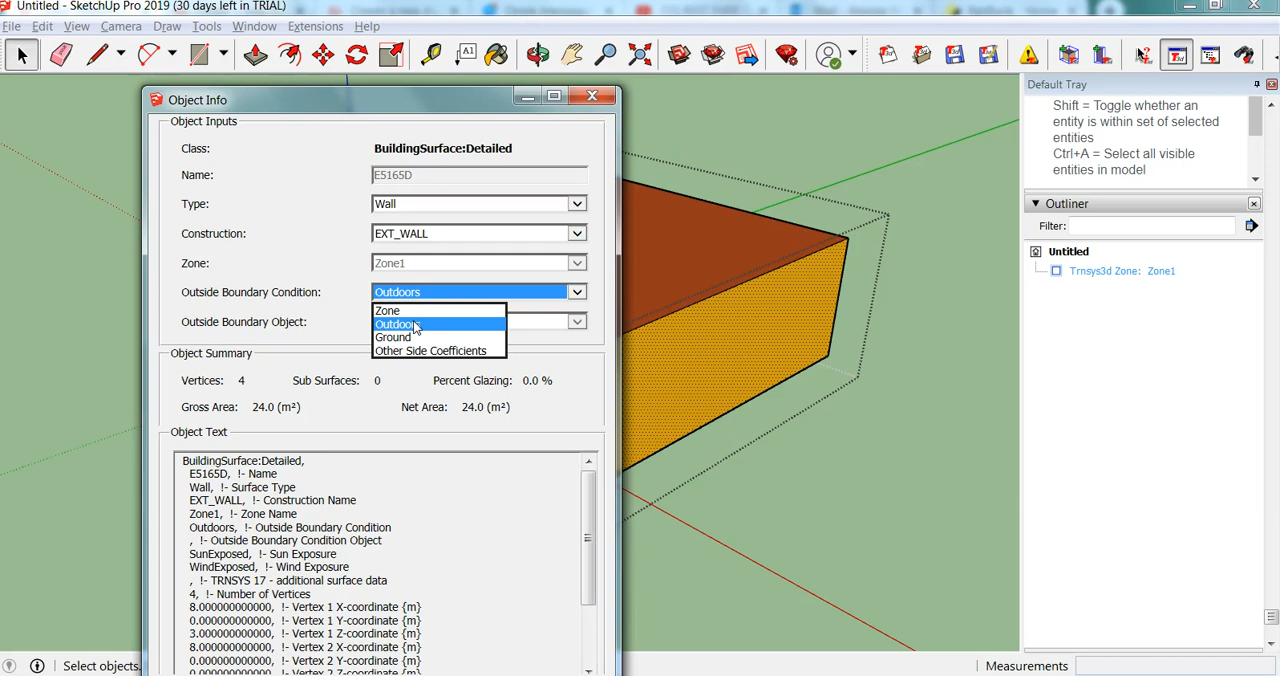 Untitled - SketchUp Pro 2019 (30 days left in TRIAL)
File Edit View Camera Draw Tools Window Extensions Help
Object Info
Default Tray
Shift = Toggle whether an
entity is within set of selected
entities
Ctrl+A = Select all visible
entities in model
Outliner
Filter:
Untitled
Trnsys3d Zone: Zone1
Object Inputs
Class: BuildingSurface:Detailed
Name: E5165D
Type: Wall
Construction: EXT_WALL
Zone: Zone1
Outside Boundary Condition: Outdoors
Zone
Outdoors
Ground
Other Side Coefficients
Outside Boundary Object:
Object Summary
Vertices: 4 Sub Surfaces: 0 Percent Glazing: 0.0 %
Gross Area: 24.0 (m²) Net Area: 24.0 (m²)
Object Text
BuildingSurface:Detailed,
E5165D, !- Name
Wall, !- Surface Type
EXT_WALL, !- Construction Name
Zone1, !- Zone Name
Outdoors, !- Outside Boundary Condition
, !- Outside Boundary Condition Object
SunExposed, !- Sun Exposure
WindExposed, !- Wind Exposure
, !- TRNSYS 17 - additional surface data
4, !- Number of Vertices
8.000000000000, !- Vertex 1 X-coordinate {m}
0.000000000000, !- Vertex 1 Y-coordinate {m}
3.000000000000, !- Vertex 1 Z-coordinate {m}
8.000000000000, !- Vertex 2 X-coordinate {m}
0.000000000000, !- Vertex 2 Y-coordinate {m}
0.000000000000, !- Vertex 2 Z-coordinate {m}
Select objects.
Measurements